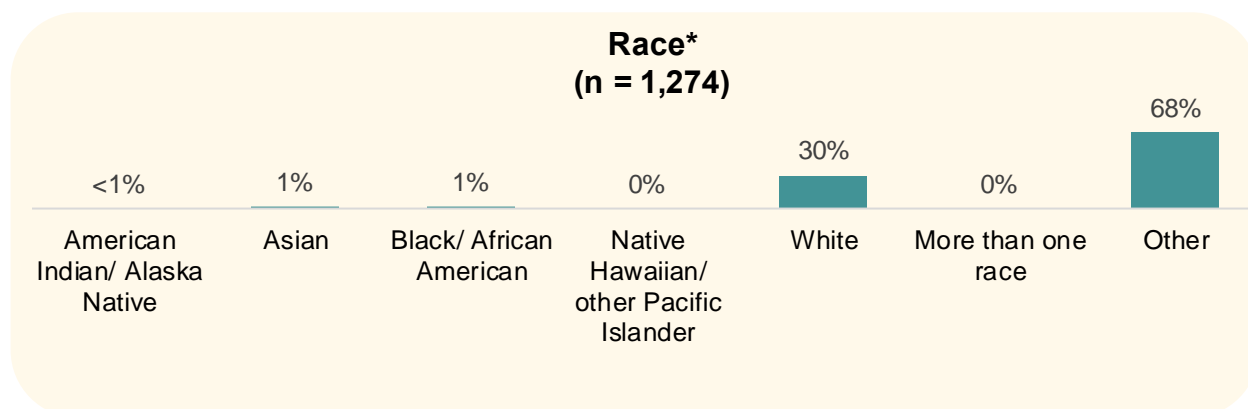 Race*
(n = 1,274)
<1%
1%
1%
0%
30%
0%
68%
American
Indian/ Alaska
Native
Asian
Black/ African
American
Native
Hawaiian/
other Pacific
Islander
White
More than one
race
Other